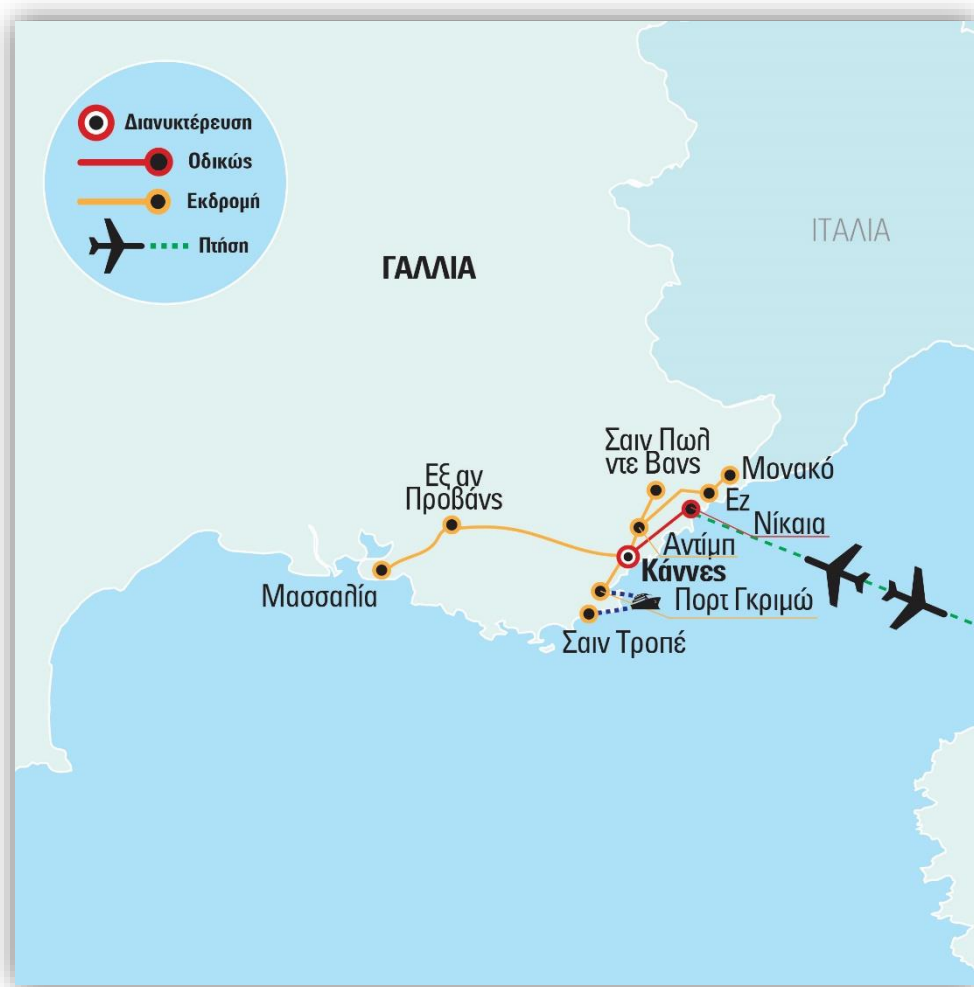 Διανυκτέρευση
Οδικώς
Εκδρομή
Πτήση
ΙΤΑΛΙΑ
ΓΑΛΛΙΑ
Σαιν Πωλ
ντε Βανς
Μονακό
Εζ
Εξ αν
Προβάνς
Νίκαια
Αντίμπ
Κάννες
Μασσαλία
Πορτ Γκριμώ
Σαιν Τροπέ